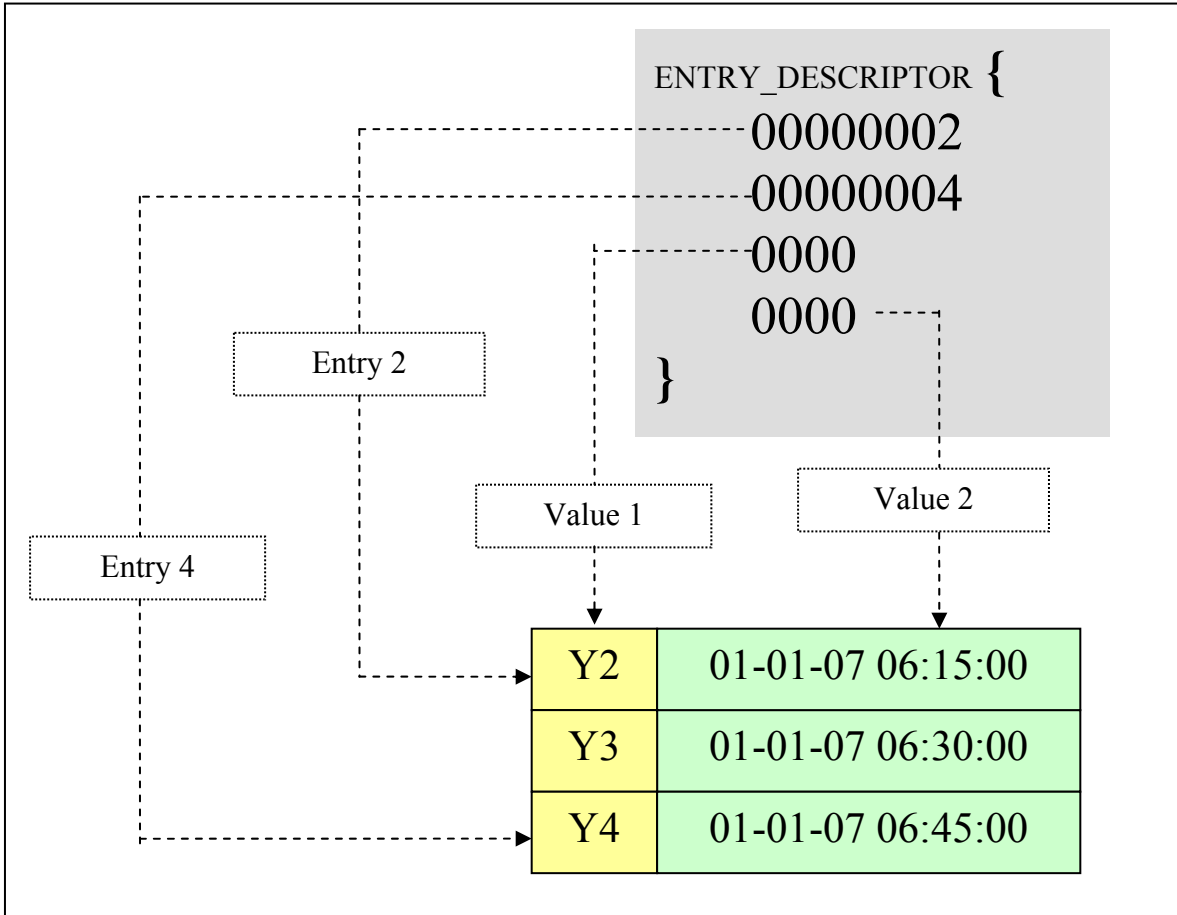 ENTRY_DESCRIPTOR {
00000002
00000004
0000
0000
}
Entry 2
Value 1
Value 2
Entry 4
Y2 01-01-07 06:15:00
Y3 01-01-07 06:30:00
Y4 01-01-07 06:45:00